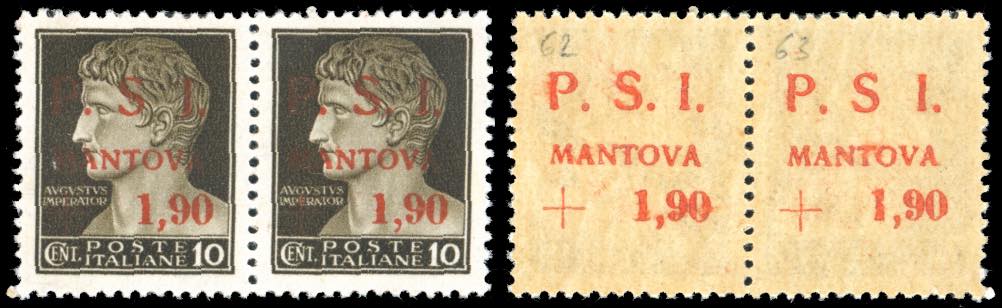 P. S. I.
MANTOVA
AVGVSTVS
IMPERATOR
1,90
CENT. POSTE ITALIANE 10
P. S I.
MANTOVA
AVGVSTVS
IMPERATOR
1,90
CENT. POSTE ITALIANE 10
62
P. S. I.
MANTOVA
+ 1,90
63
P. S I.
MANTOVA
+ 1,90